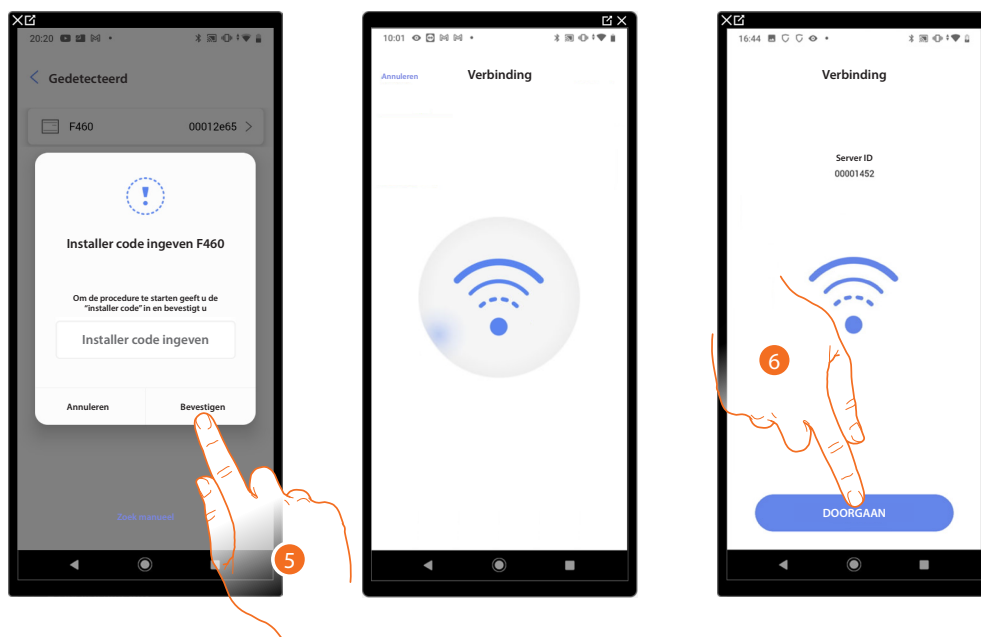 20:20
Gedetecteerd
F460 00012e65
Installer code ingeven F460
Om de procedure te starten geeft u de
"installer code" in en bevestigt u
Installer code ingeven
Annuleren Bevestigen
Zoek manueel
5
10:01
Annuleren Verbinding
16:44
Verbinding
Server ID
00001452
6
DOORGAAN